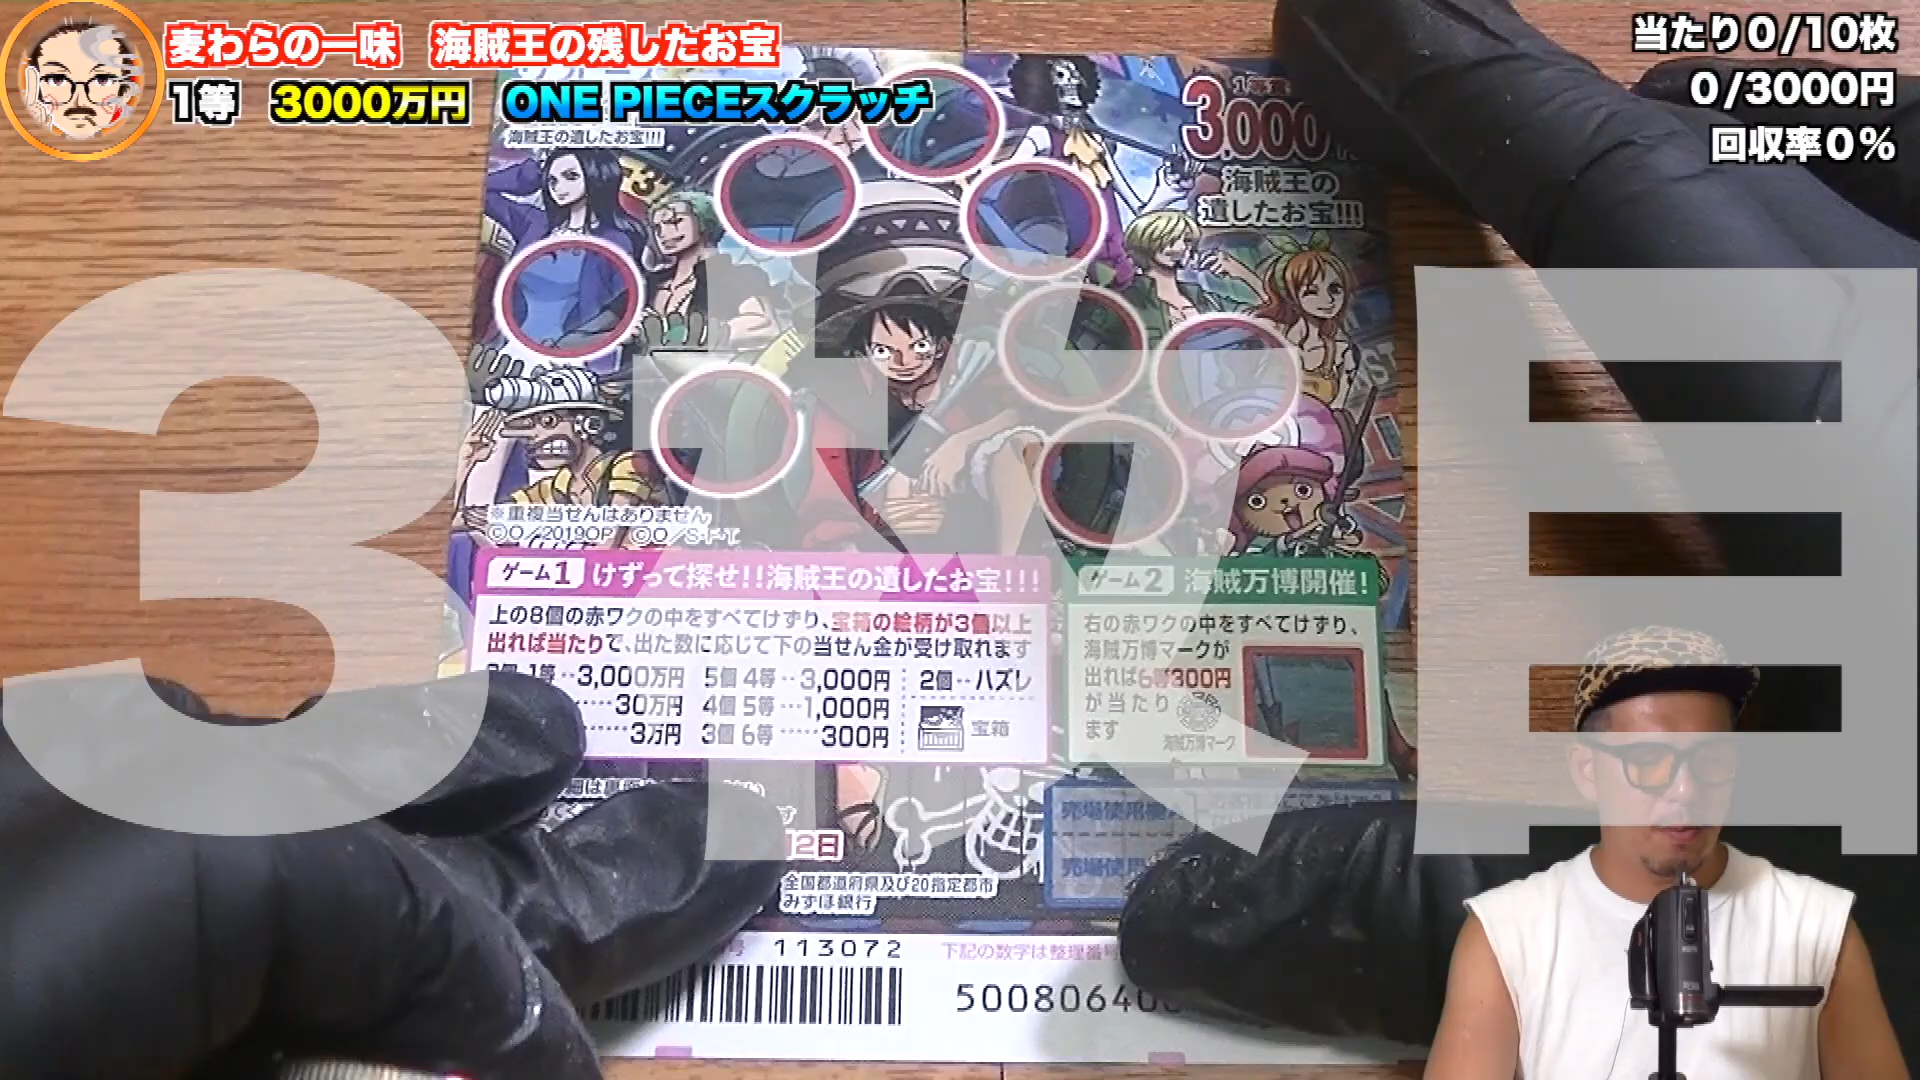 麦わらの一味 海賊王の残したお宝
1等 3000万円 ONE PIECEスクラッチ
当たり0/10枚
0/3000円
回収率0%
海賊王の遺したお宝!!!
3,000
海賊王の
遺したお宝!!!
3枚目
※重複当せんはありません
ゲーム1 けずって探せ!!海賊王の遺したお宝!!!
上の8個の赤ワクの中をすべてけずり、宝箱の絵柄が3個以上
出れば当たりで、出た数に応じて下の当せん金が受け取れます
1等‥3,000万円 5個 4等‥3,000円 2個‥ハズレ
30万円 4個 5等‥‥1,000円
3万円 3個 6等‥‥‥300円 宝箱
ゲーム2 海賊万博開催!
右の赤ワクの中をすべてけずり、
海賊万博マークが
出れば6等300円
が当たり
ます
海賊万博マーク
売場使用欄
売場使用
2日
全国都道府県及び20指定都市
みずほ銀行
113072
下記の数字は整理番号
50080640